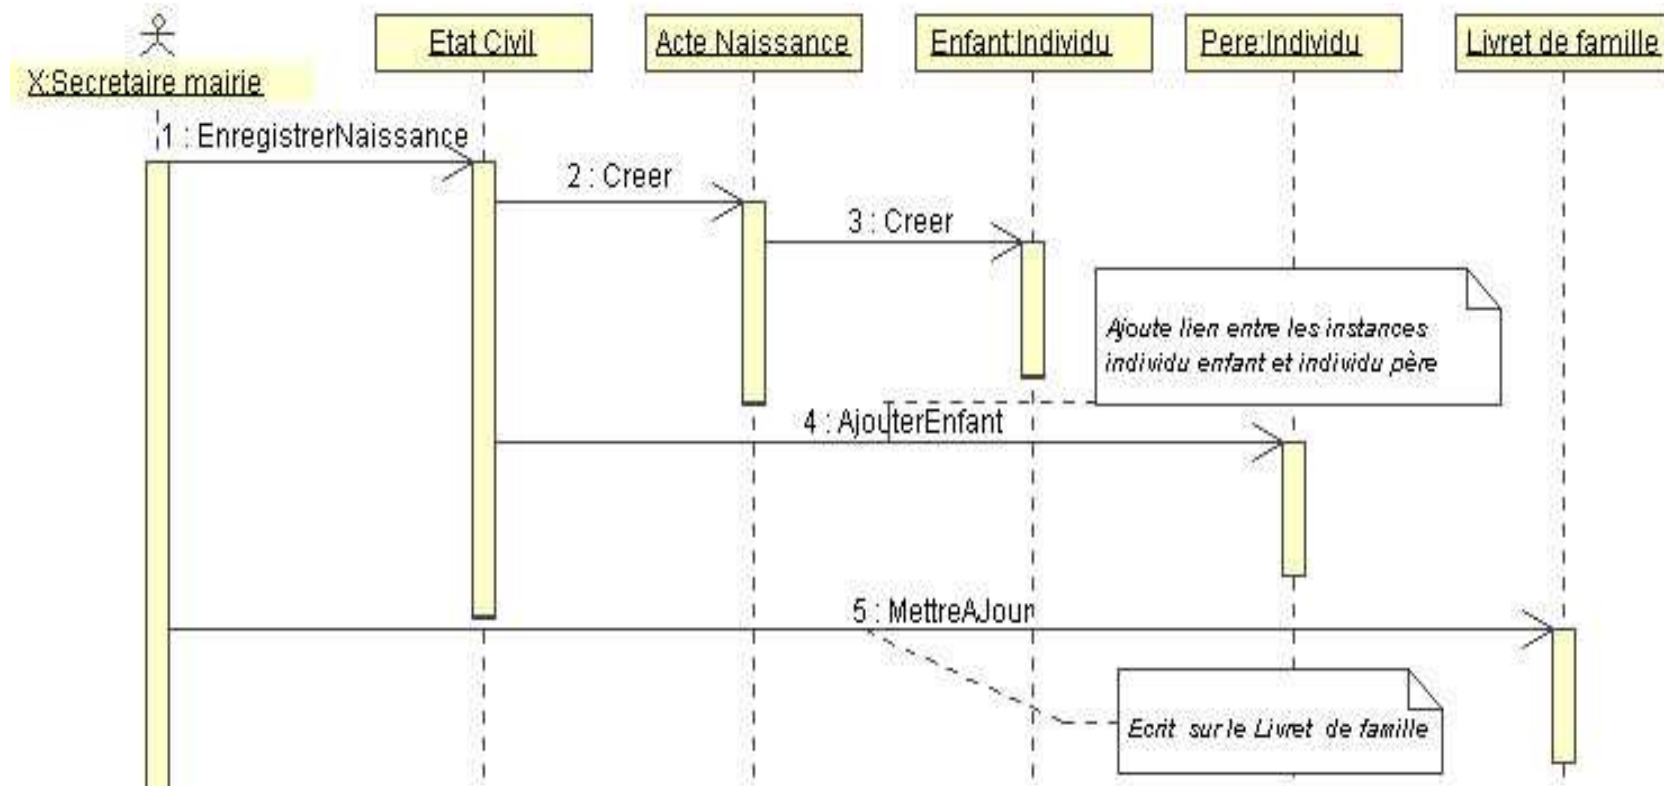 X:Secretaire mairie
Etat Civil
Acte Naissance
Enfant:Individu
Pere:Individu
Livret de famille
1 : EnregistrerNaissance
2 : Creer
3 : Creer
Ajoute lien entre les instances
individu enfant et individu père
4 : AjouterEnfant
5 : MettreAJour
Ecrit sur le Livret de famille